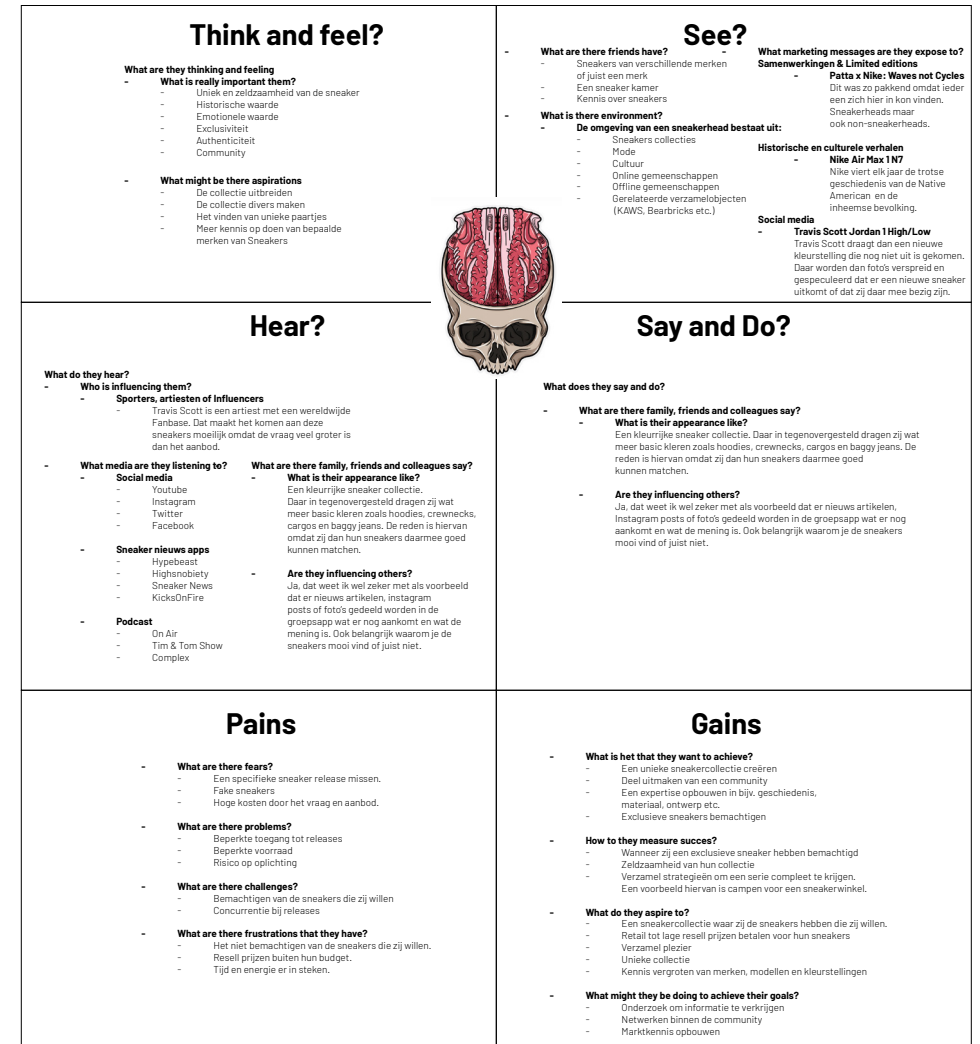 Think and feel?
What are they thinking and feeling
- What is really important them?
- Uniek en zeldzaamheid van de sneaker
- Historische waarde
- Emotionele waarde
- Exclusiviteit
- Authenticiteit
- Community
- What might be there aspirations
- De collectie uitbreiden
- De collectie divers maken
- Het vinden van unieke paartjes
- Meer kennis op doen van bepaalde
merken van Sneakers
See?
- What are there friends have?
- Sneakers van verschillende merken
of juist een merk
- Een sneaker kamer
- Kennis over sneakers
- What is there environment?
- De omgeving van een sneakerhead bestaat uit:
- Sneakers collecties
- Mode
- Cultuur
- Online gemeenschappen
- Offline gemeenschappen
- Gerelateerde verzamelobjecten
(KAWS, Bearbricks etc.)
- What marketing messages are they expose to?
Samenwerkingen & Limited editions
- Patta x Nike: Waves not Cycles
Dit was zo pakkend omdat ieder
een zich hier in kon vinden.
Sneakerheads maar
ook non-sneakerheads.
Historische en culturele verhalen
- Nike Air Max 1 N7
Nike viert elk jaar de trotse
geschiedenis van de Native
American en de
inheemse bevolking.
Social media
- Travis Scott Jordan 1 High/Low
Travis Scott draagt dan een nieuwe
kleurstelling die nog niet uit is gekomen.
Daar worden dan foto's verspreid en
gespeculeerd dat er een nieuwe sneaker
uitkomt of dat zij daar mee bezig zijn.
Hear?
What do they hear?
- Who is influencing them?
- Sporters, artiesten of Influencers
- Travis Scott is een artiest met een wereldwijde
Fanbase. Dat maakt het komen aan deze
sneakers moeilijk omdat de vraag veel groter is
dan het aanbod.
- What media are they listening to?
- Social media
- Youtube
- Instagram
- Twitter
- Facebook
- Sneaker nieuws apps
- Hypebeast
- Highsnobiety
- Sneaker News
- KicksOnFire
- Podcast
- On Air
- Tim & Tom Show
- Complex
- What are there family, friends and colleagues say?
- What is their appearance like?
Een kleurrijke sneaker collectie.
Daar in tegenovergesteld dragen zij wat
meer basic kleren zoals hoodies, crewnecks,
cargos en baggy jeans. De reden is hiervan
omdat zij dan hun sneakers daarmee goed
kunnen matchen.
- Are they influencing others?
Ja, dat weet ik wel zeker met als voorbeeld
dat er nieuws artikelen, instagram
posts of foto's gedeeld worden in de
groepsapp wat er nog aankomt en wat de
mening is. Ook belangrijk waarom je de
sneakers mooi vind of juist niet.
Say and Do?
What does they say and do?
- What are there family, friends and colleagues say?
- What is their appearance like?
Een kleurrijke sneaker collectie. Daar in tegenovergesteld dragen zij wat
meer basic kleren zoals hoodies, crewnecks, cargos en baggy jeans. De
reden is hiervan omdat zij dan hun sneakers daarmee goed
kunnen matchen.
- Are they influencing others?
Ja, dat weet ik wel zeker met als voorbeeld dat er nieuws artikelen,
Instagram posts of foto's gedeeld worden in de groepsapp wat er nog
aankomt en wat de mening is. Ook belangrijk waarom je de sneakers
mooi vind of juist niet.
Pains
- What are there fears?
- Een specifieke sneaker release missen.
- Fake sneakers
- Hoge kosten door het vraag en aanbod.
- What are there problems?
- Beperkte toegang tot releases
- Beperkte voorraad
- Risico op oplichting
- What are there challenges?
- Bemachtigen van de sneakers die zij willen
- Concurrentie bij releases
- What are there frustrations that they have?
- Het niet bemachtigen van de sneakers die zij willen.
- Resell prijzen buiten hun budget.
- Tijd en energie er in steken.
Gains
- What is het that they want to achieve?
- Een unieke sneakercollectie creëren
- Deel uitmaken van een community
- Een expertise opbouwen in bijv. geschiedenis,
materiaal, ontwerp etc.
- Exclusieve sneakers bemachtigen
- How to they measure succes?
- Wanneer zij een exclusieve sneaker hebben bemachtigd
- Zeldzaamheid van hun collectie
- Verzamel strategieën om een serie compleet te krijgen.
Een voorbeeld hiervan is campen voor een sneakerwinkel.
- What do they aspire to?
- Een sneakercollectie waar zij de sneakers hebben die zij willen.
- Retail tot lage resell prijzen betalen voor hun sneakers
- Verzamel plezier
- Unieke collectie
- Kennis vergroten van merken, modellen en kleurstellingen
- What might they be doing to achieve their goals?
- Onderzoek om informatie te verkrijgen
- Netwerken binnen de community
- Marktkennis opbouwen